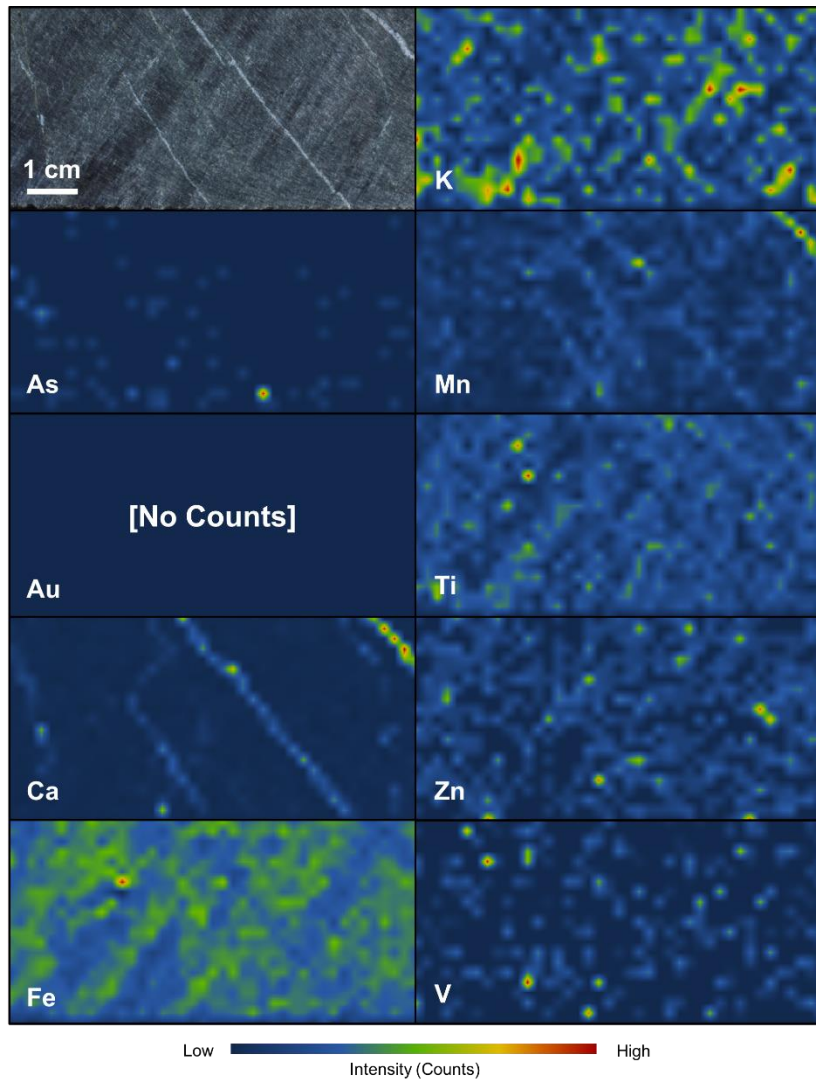 1 cm
K
As
Mn
[No Counts]
Au
Ti
Ca
Zn
Fe
V
Low
High
Intensity (Counts)